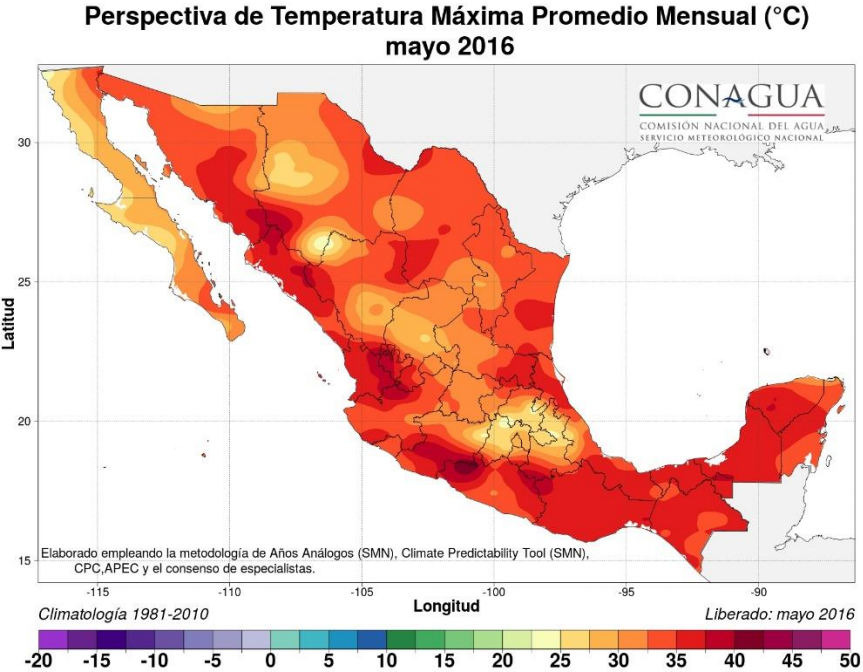 Perspectiva de Temperatura Máxima Promedio Mensual (°C)
mayo 2016
CONAGUA
COMISIÓN NACIONAL DEL AGUA
SERVICIO METEOROLÓGICO NACIONAL
30
25
20
15
Latitud
Elaborado empleando la metodología de Años Análogos (SMN), Climate Predictability Tool (SMN),
CPC,APEC y el consenso de especialistas.
-115 -110 -105 -100 -95 -90
Longitud
Climatología 1981-2010
Liberado: mayo 2016
-20 -15 -10 -5 0 5 10 15 20 25 30 35 40 45 50